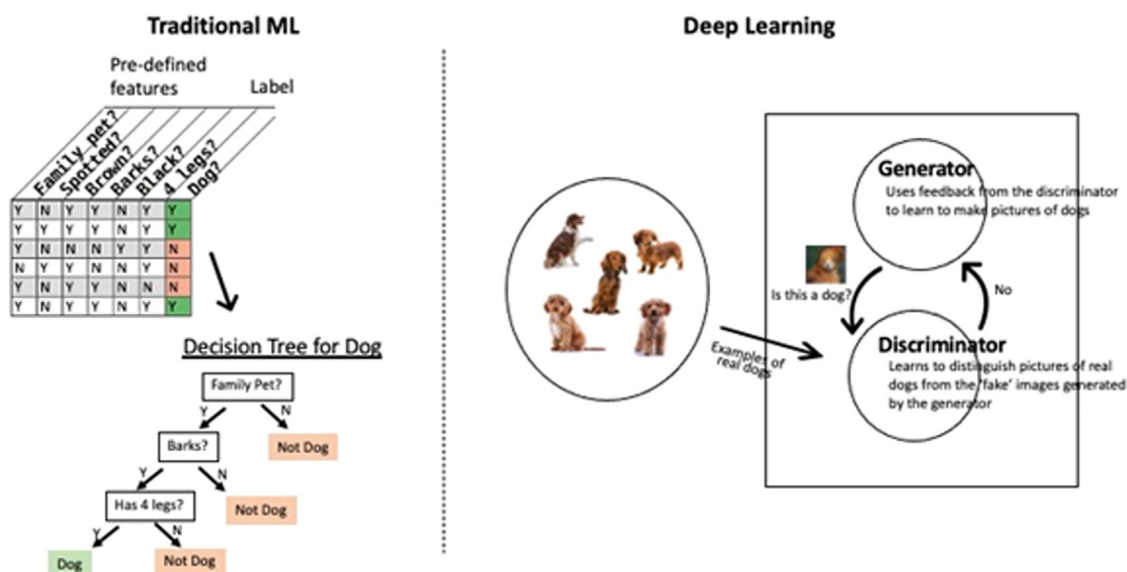 Traditional ML
Pre-defined
features
Label
Family pet?
Spotted?
Brown?
Barks?
Black?
4 legs?
Dog?
Y N Y Y N Y Y
Y Y Y Y N Y Y
Y N N N Y Y N
N Y Y N N Y N
Y N Y Y N N N
Y Y Y Y N Y Y
Decision Tree for Dog
Family Pet?
Y
N
Barks?
Not Dog
Y
N
Has 4 legs?
Not Dog
Y
N
Dog
Not Dog
Deep Learning
Examples of
real dogs
Generator
Uses feedback from the discriminator
to learn to make pictures of dogs
Is this a dog?
No
Discriminator
Learns to distinguish pictures of real
dogs from the 'fake' images generated
by the generator